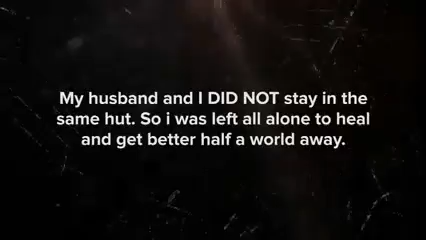 My husband and I DID NOT stay in the
same hut. So i was left all alone to heal
and get better half a world away.